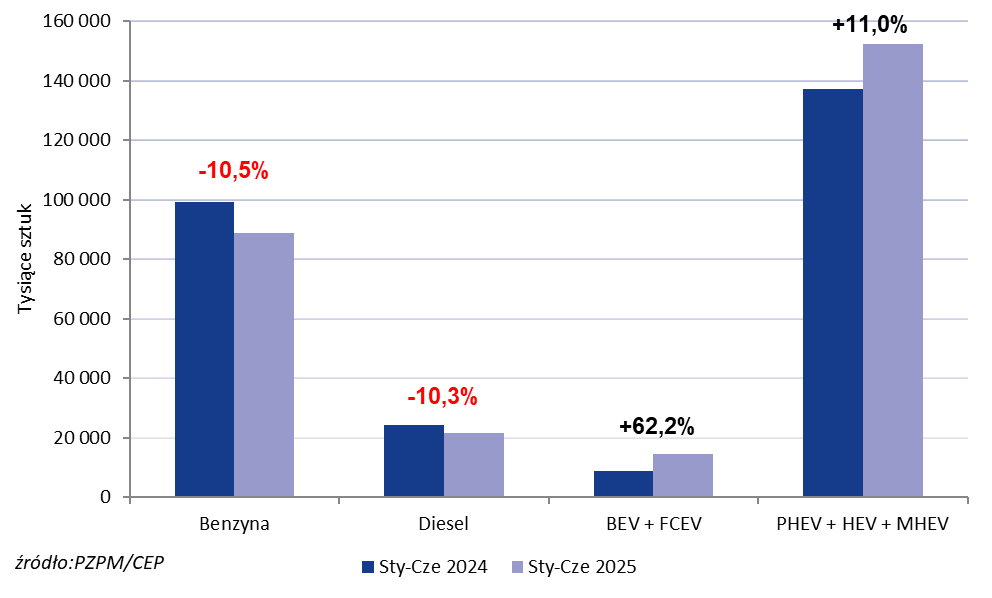 160 000
140 000
120 000
100 000
80 000
60 000
40 000
20 000
0
Tysiące sztuk
-10,5%
-10,3%
+62,2%
+11,0%
Benzyna
Diesel
BEV + FCEV
PHEV + HEV + MHEV
źródło:PZPM/CEP
Sty-Cze 2024
Sty-Cze 2025